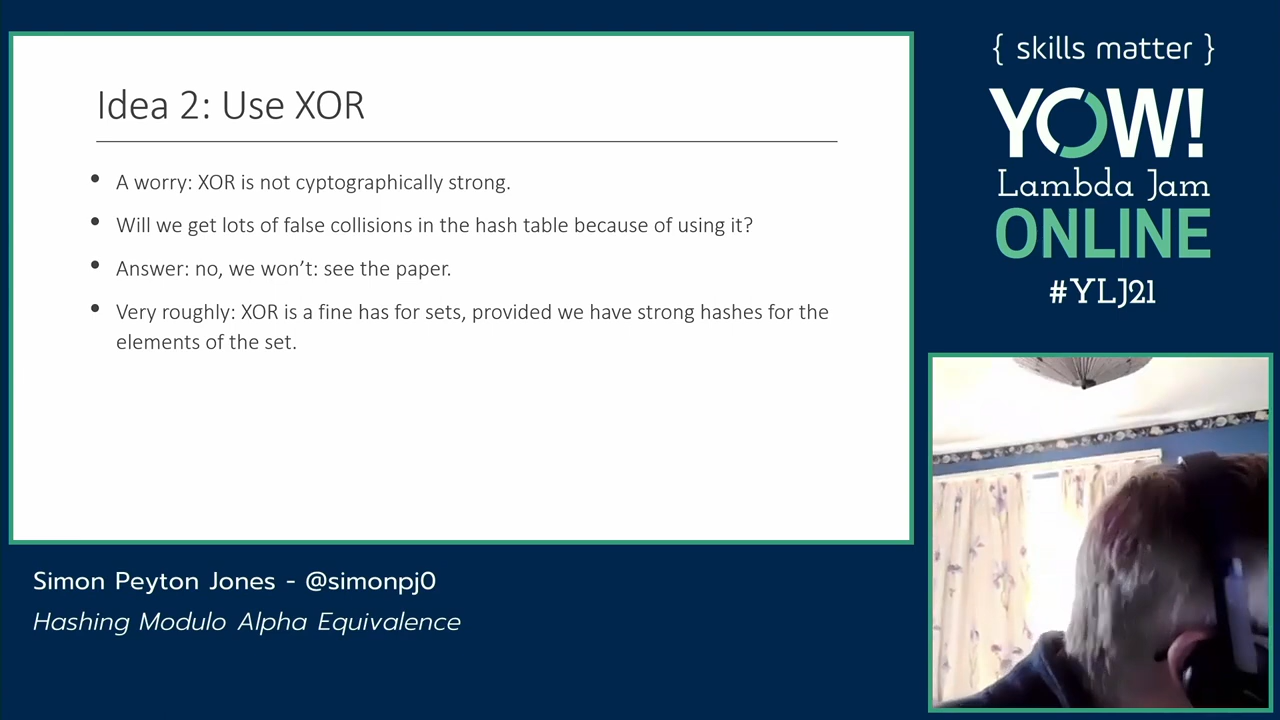 Idea 2: Use XOR
• A worry: XOR is not cyptographically strong.
• Will we get lots of false collisions in the hash table because of using it?
• Answer: no, we won't: see the paper.
• Very roughly: XOR is a fine has for sets, provided we have strong hashes for the
elements of the set.
{ skills matter }
YOW!
Lambda Jam
ONLINE
#YLJ21
Simon Peyton Jones - @simonpj0
Hashing Modulo Alpha Equivalence